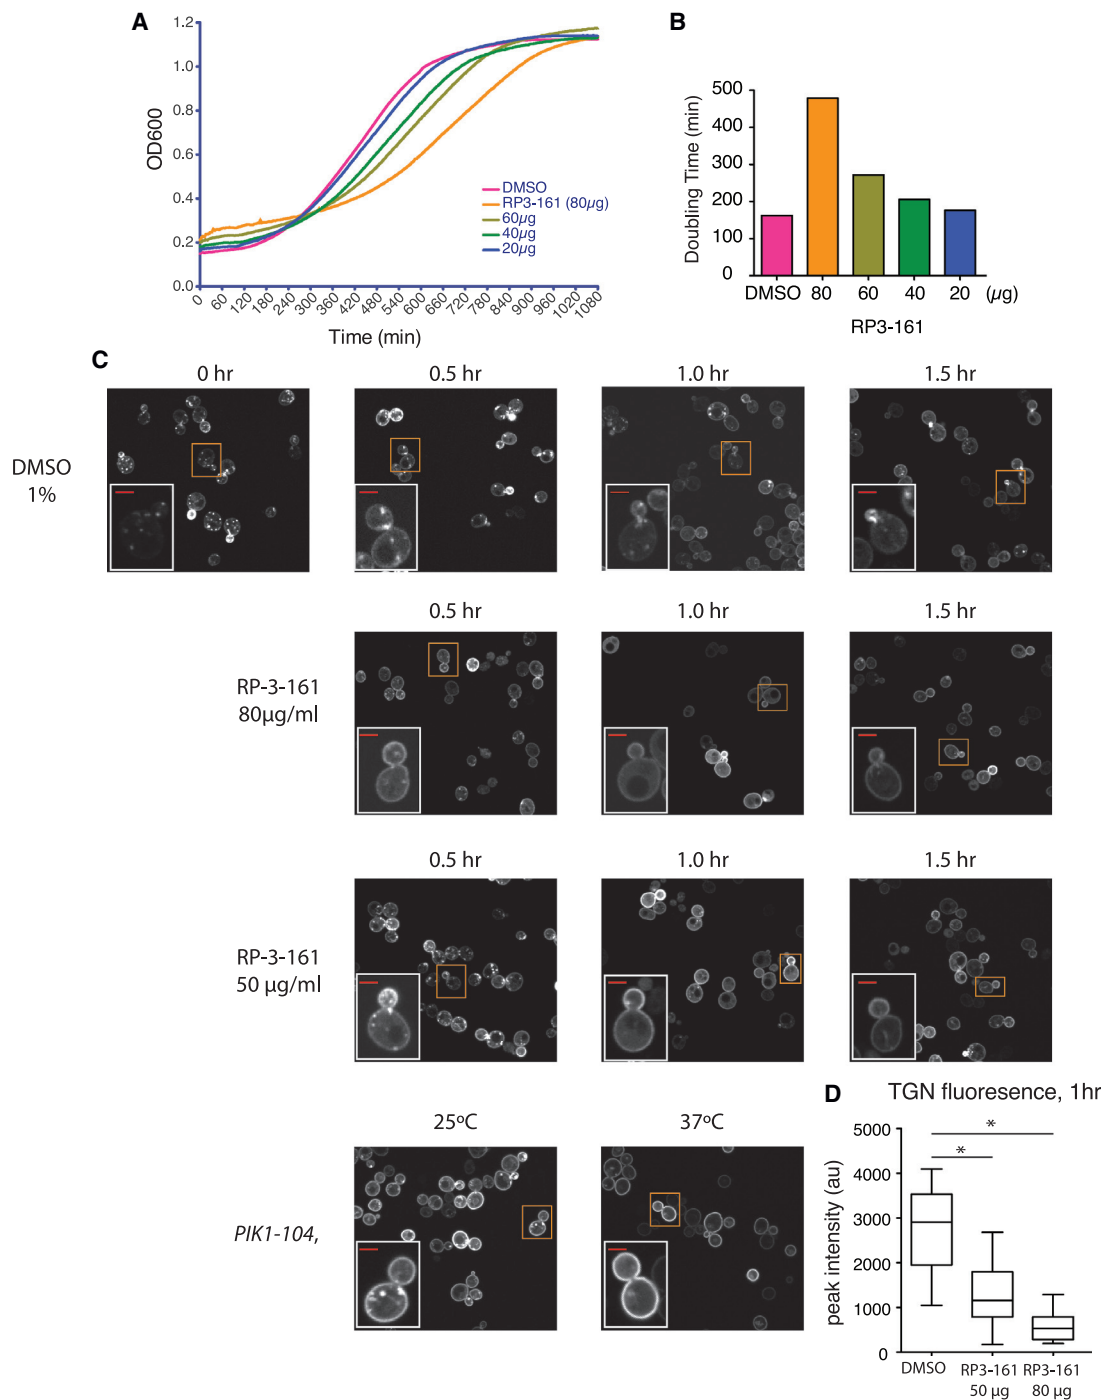 A
1.2
1.0
0.8
0.6
0.4
0.2
0.0
OD600
0 60 120 180 240 300 360 420 480 540 600 660 720 780 840 900 960 1020 1080
Time (min)
DMSO
RP3-161 (80µg)
60µg
40µg
20µg
B
500
400
300
200
100
0
Doubling Time (min)
DMSO 80 60 40 20 (µg)
RP3-161
C
0 hr 0.5 hr 1.0 hr 1.5 hr
DMSO
1%
0.5 hr 1.0 hr 1.5 hr
RP-3-161
80µg/ml
0.5 hr 1.0 hr 1.5 hr
RP-3-161
50 µg/ml
25ºC 37ºC
PIK1-104,
D TGN fluoresence, 1hr
5000
4000
3000
2000
1000
0
peak intensity (au)
*
*
DMSO RP3-161 RP3-161
50 µg 80 µg